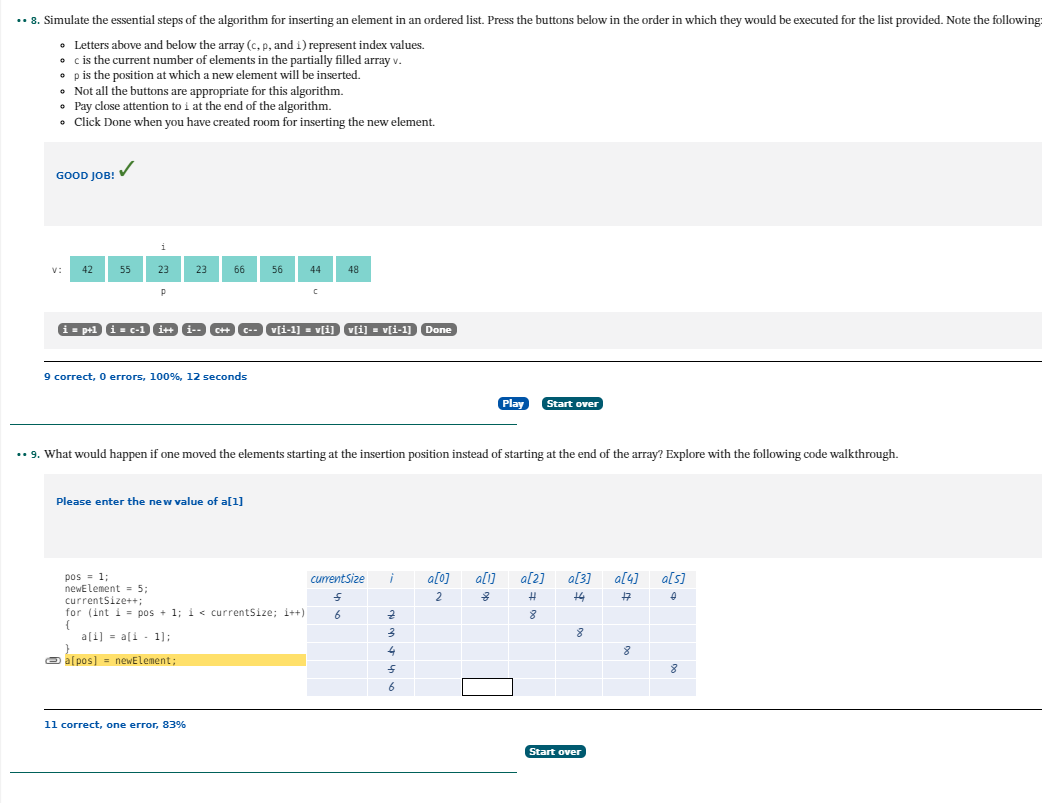 •• 8. Simulate the essential steps of the algorithm for inserting an element in an ordered list. Press the buttons below in the order in which they would be executed for the list provided. Note the following:
Letters above and below the array (c, p, and i) represent index values.
c is the current number of elements in the partially filled array v.
p is the position at which a new element will be inserted.
Not all the buttons are appropriate for this algorithm.
Pay close attention to i at the end of the algorithm.
Click Done when you have created room for inserting the new element.
GOOD JOB! ✓
i
v: 42 55 23 23 66 56 44 48
p c
i = p+1 i = c-1 i++ i-- c++ c-- v[i-1] = v[i] v[i] = v[i-1] Done
9 correct, 0 errors, 100%, 12 seconds
Play Start over
•• 9. What would happen if one moved the elements starting at the insertion position instead of starting at the end of the array? Explore with the following code walkthrough.
Please enter the new value of a[1]
pos = 1;
newElement = 5;
currentSize++;
for (int i = pos + 1; i < currentSize; i++)
{
a[i] = a[i - 1];
}
a[pos] = newElement;
currentSize i a[0] a[1] a[2] a[3] a[4] a[5]
5 2 8 11 14 17 0
6 2 8
3 8
4 8
5 8
6
11 correct, one error, 83%
Start over